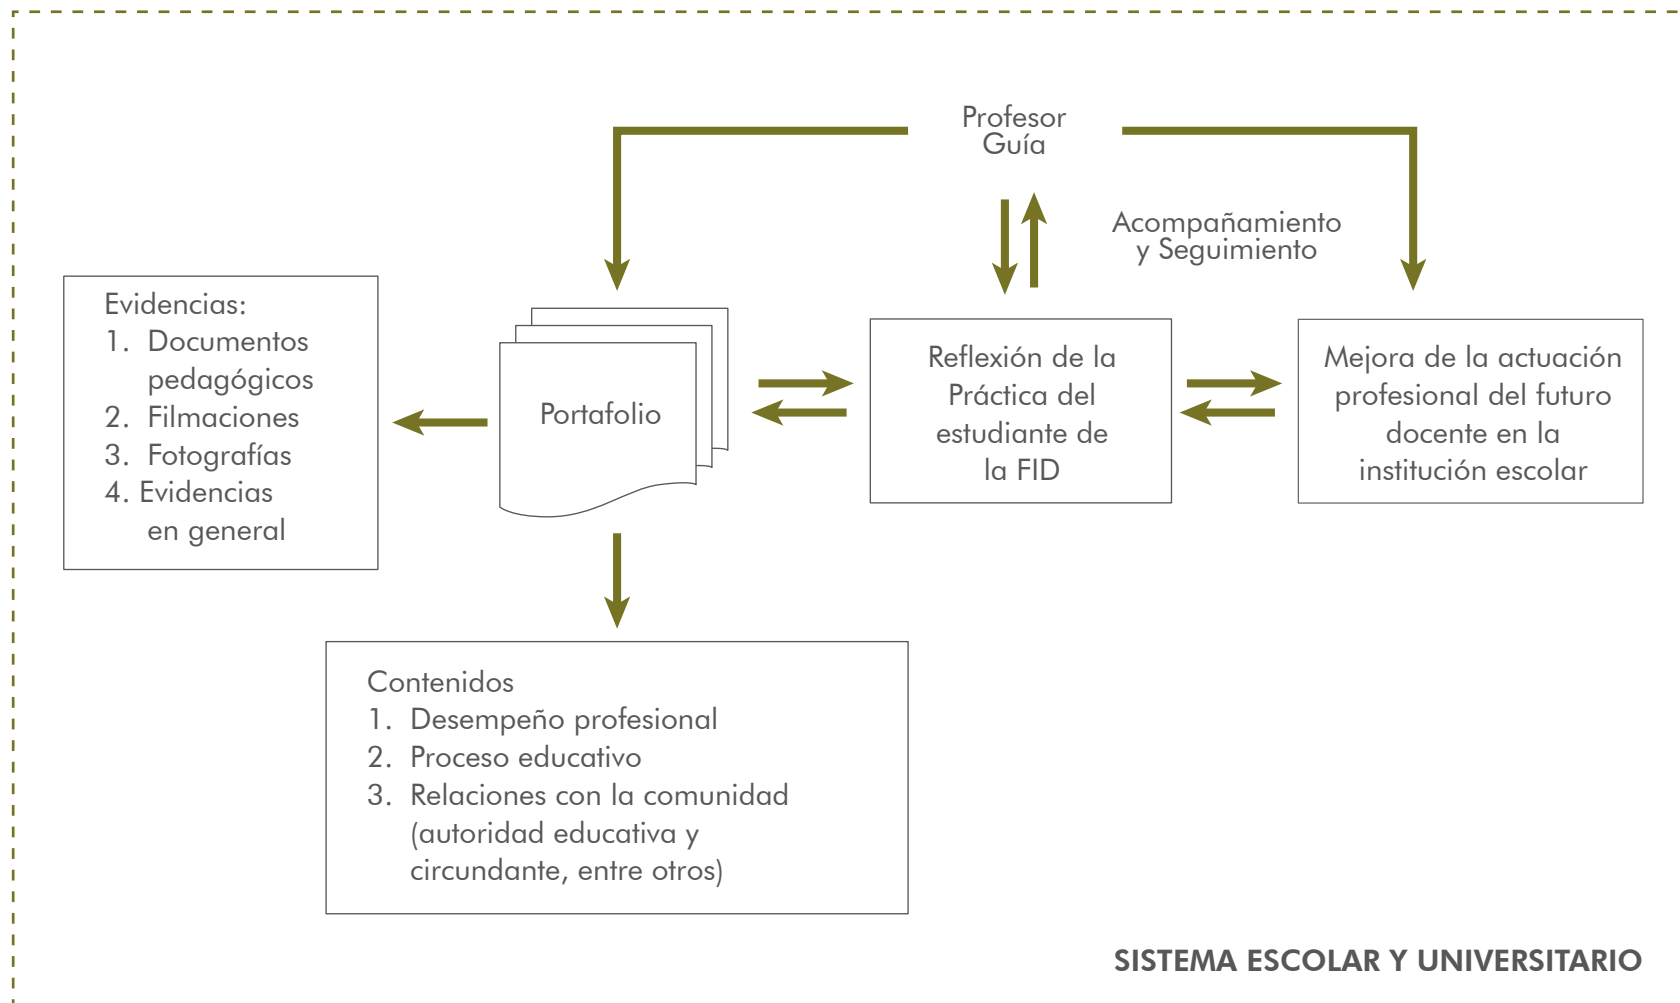 Profesor
Guía
Acompañamiento
y Seguimiento
Evidencias:
1. Documentos
pedagógicos
2. Filmaciones
3. Fotografías
4. Evidencias
en general
Portafolio
Reflexión de la
Práctica del
estudiante de
la FID
Mejora de la actuación
profesional del futuro
docente en la
institución escolar
Contenidos
1. Desempeño profesional
2. Proceso educativo
3. Relaciones con la comunidad
(autoridad educativa y
circundante, entre otros)
SISTEMA ESCOLAR Y UNIVERSITARIO